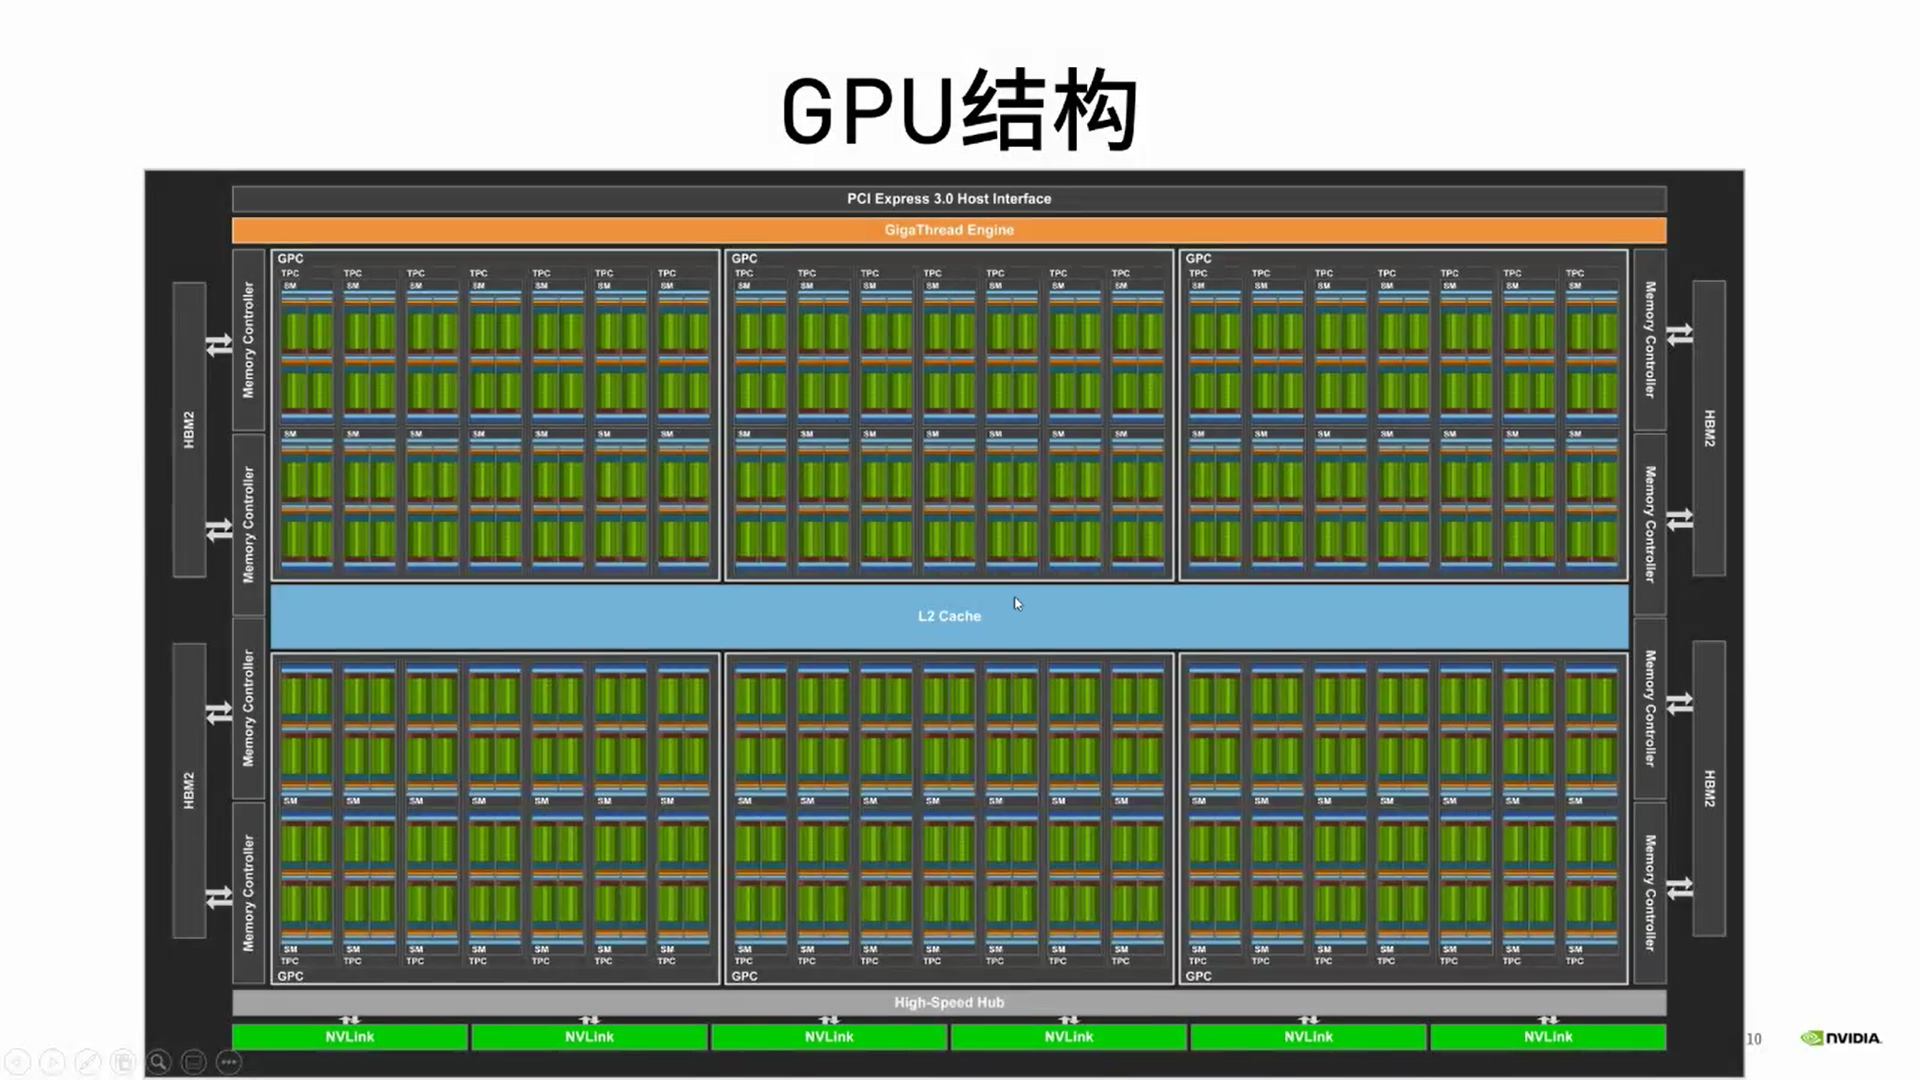 GPU结构
PCI Express 3.0 Host Interface
GigaThread Engine
GPC GPC GPC
TPC TPC TPC TPC TPC TPC TPC TPC TPC TPC TPC TPC TPC TPC TPC TPC TPC TPC TPC TPC TPC
SM SM SM SM SM SM SM SM SM SM SM SM SM SM SM SM SM SM SM SM SM
Memory Controller
Memory Controller
HBM2
HBM2
SM SM SM SM SM SM SM SM SM SM SM SM SM SM SM SM SM SM SM SM SM
Memory Controller
Memory Controller
L2 Cache
Memory Controller
Memory Controller
HBM2
HBM2
SM SM SM SM SM SM SM SM SM SM SM SM SM SM SM SM SM SM SM SM SM
Memory Controller
Memory Controller
SM SM SM SM SM SM SM SM SM SM SM SM SM SM SM SM SM SM SM SM SM
TPC TPC TPC TPC TPC TPC TPC TPC TPC TPC TPC TPC TPC TPC TPC TPC TPC TPC TPC TPC TPC
GPC GPC GPC
High-Speed Hub
NVLink NVLink NVLink NVLink NVLink NVLink
10
NVIDIA.